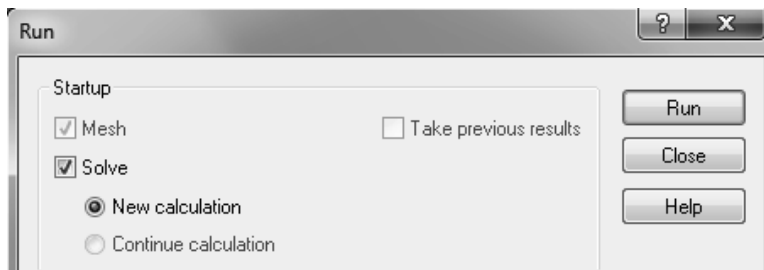 Run
? X
Startup
Mesh
Take previous results
Run
Solve
Close
New calculation
Help
Continue calculation